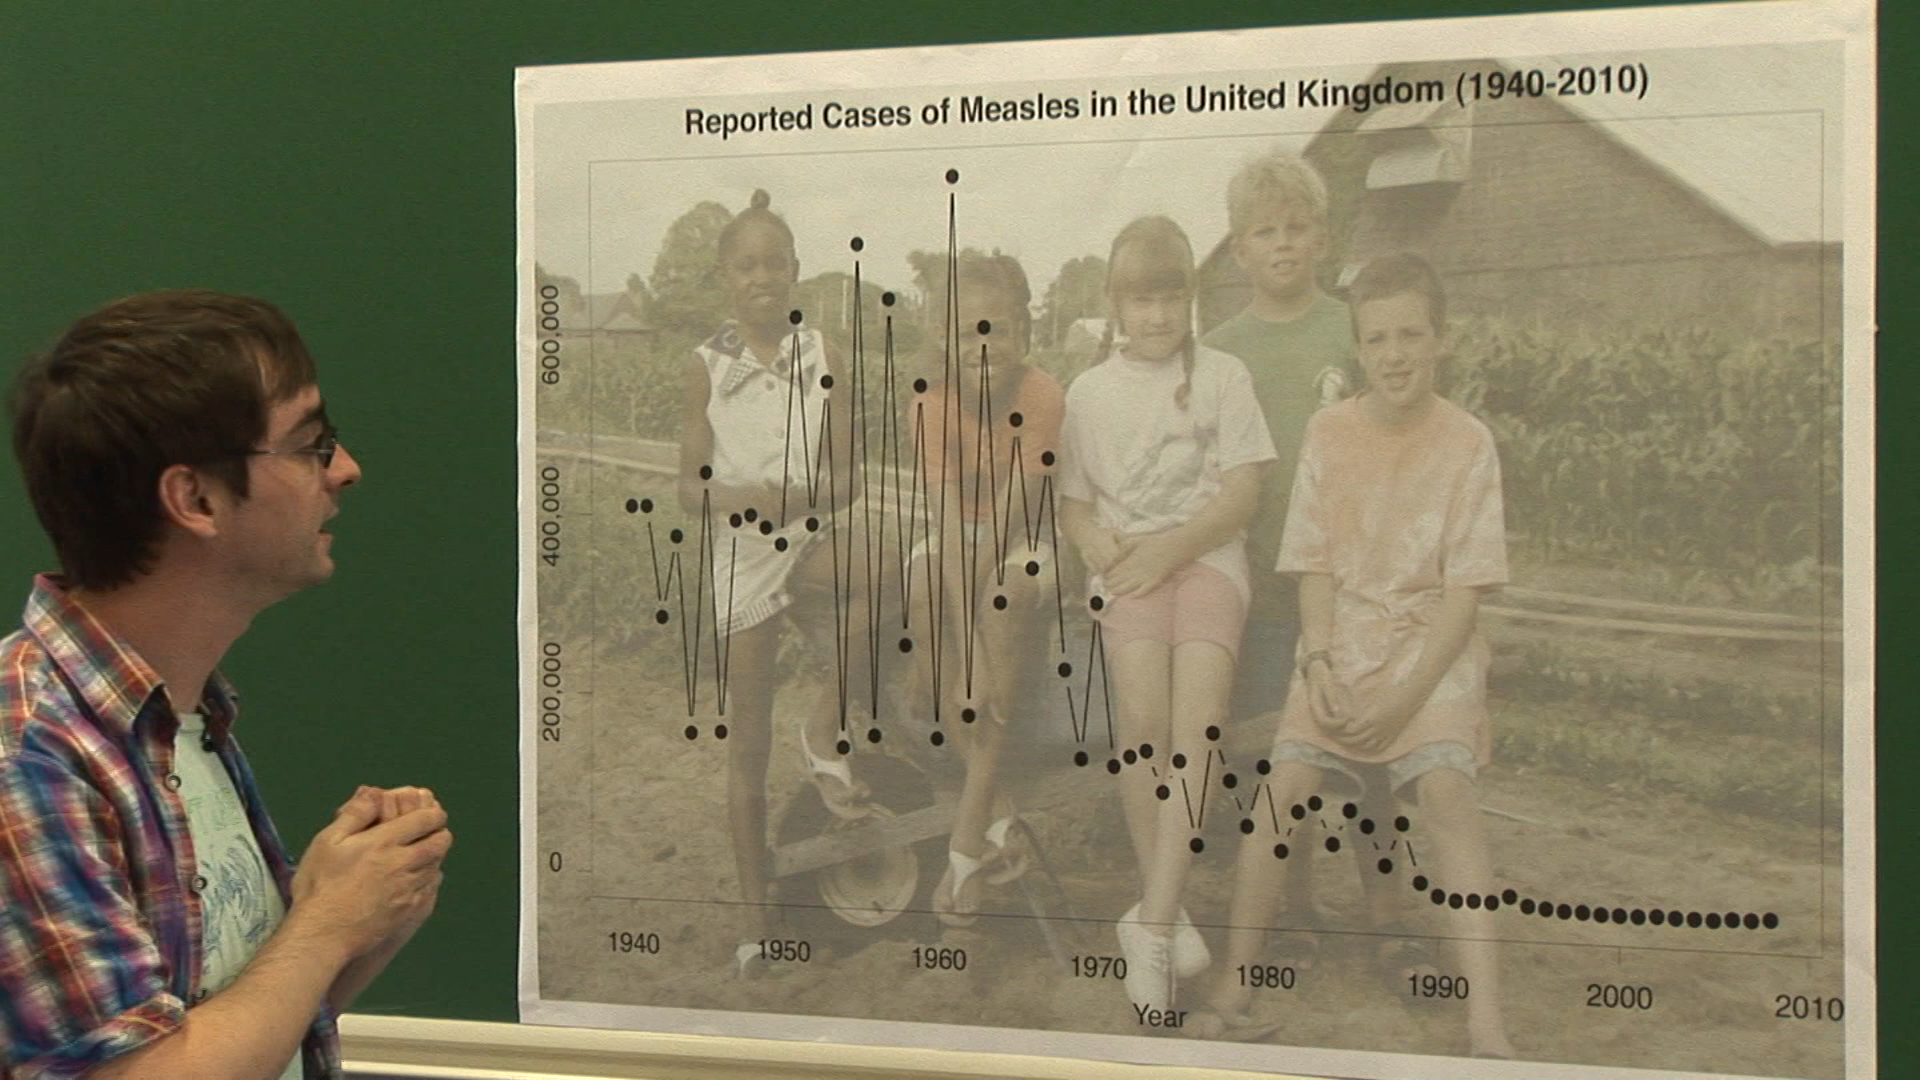 Reported Cases of Measles in the United Kingdom (1940-2010)
600,000
400,000
200,000
0
1940 1950 1960 1970 1980 1990 2000 2010
Year